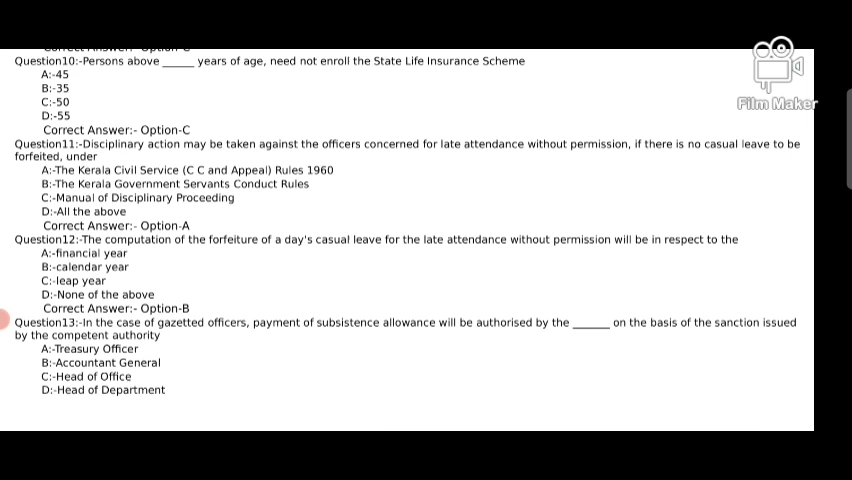 Correct Answer:- Option-C
Question10:-Persons above _____ years of age, need not enroll the State Life Insurance Scheme
A:-45
B:-35
C:-50
D:-55
Correct Answer:- Option-C
Question11:-Disciplinary action may be taken against the officers concerned for late attendance without permission, if there is no casual leave to be
forfeited, under
A:-The Kerala Civil Service (C C and Appeal) Rules 1960
B:-The Kerala Government Servants Conduct Rules
C:-Manual of Disciplinary Proceeding
D:-All the above
Correct Answer:- Option-A
Question12:-The computation of the forfeiture of a day's casual leave for the late attendance without permission will be in respect to the
A:-financial year
B:-calendar year
C:-leap year
D:-None of the above
Correct Answer:- Option-B
Question13:-In the case of gazetted officers, payment of subsistence allowance will be authorised by the ______ on the basis of the sanction issued
by the competent authority
A:-Treasury Officer
B:-Accountant General
C:-Head of Office
D:-Head of Department
Film Maker